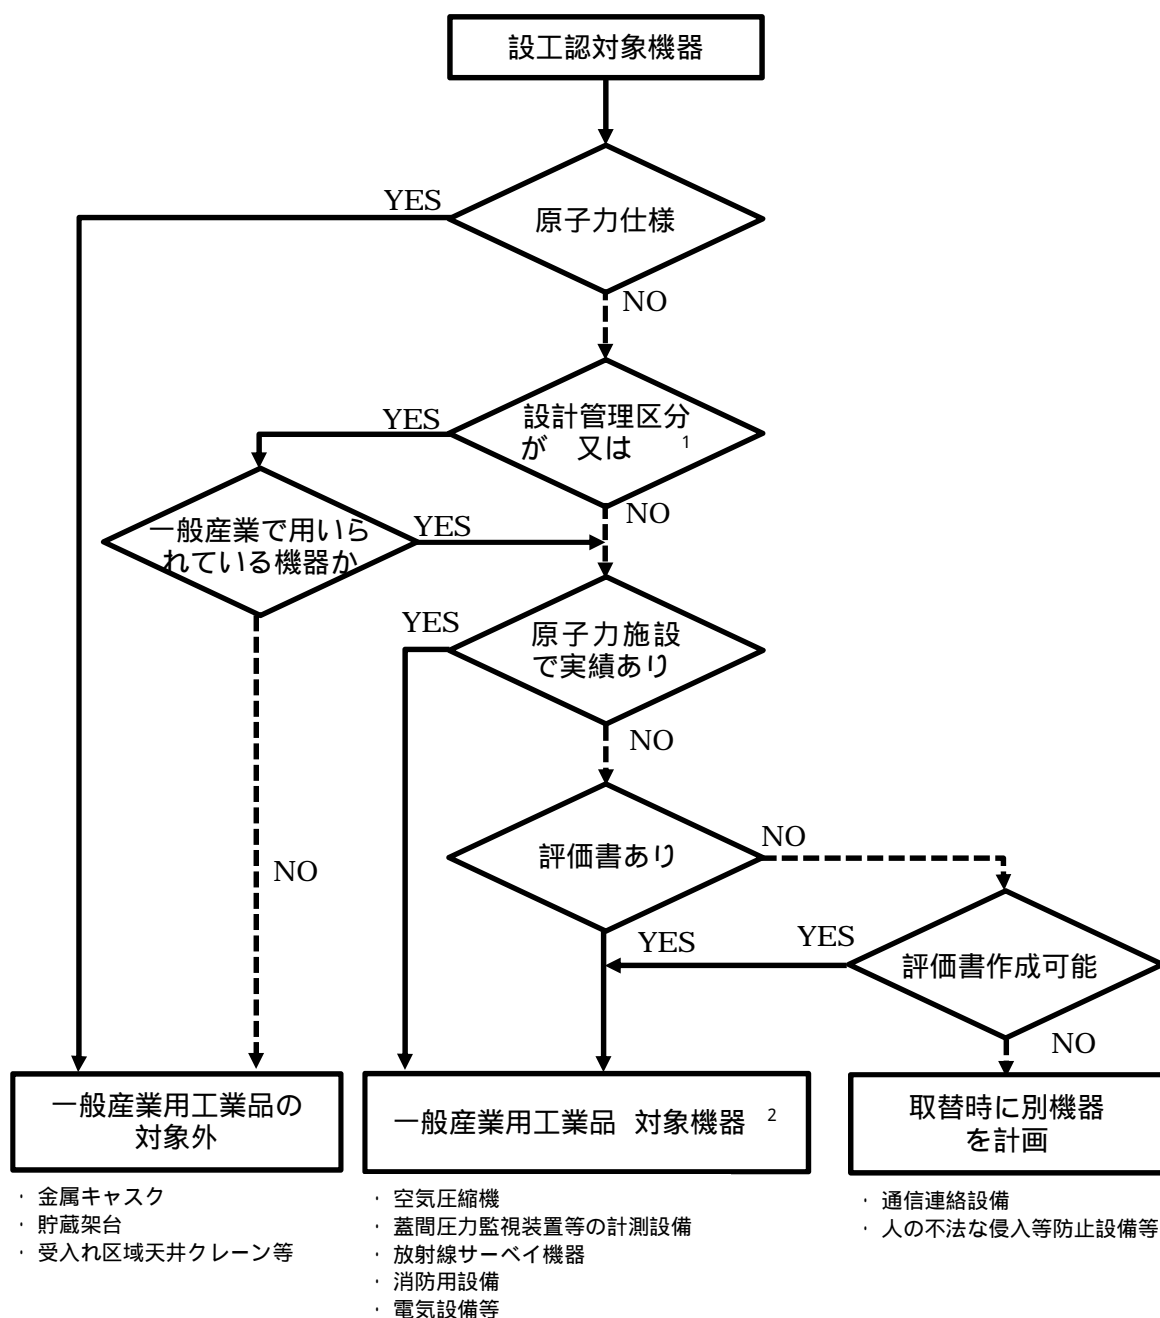 設工認対象機器
YES
原子力仕様
NO
YES
設計管理区分
が 又は 1
NO
一般産業で用いら
れている機器か
YES
YES
原子力施設
で実績あり
NO
NO
評価書あり
NO
YES
YES
評価書作成可能
NO
一般産業用工業品の
対象外
一般産業用工業品 対象機器 2
取替時に別機器
を計画
・ 金属キャスク
・ 貯蔵架台
・ 受入れ区域天井クレーン等
・ 空気圧縮機
・ 蓋間圧力監視装置等の計測設備
・ 放射線サーベイ機器
・ 消防用設備
・ 電気設備等
・ 通信連絡設備
・ 人の不法な侵入等防止設備等